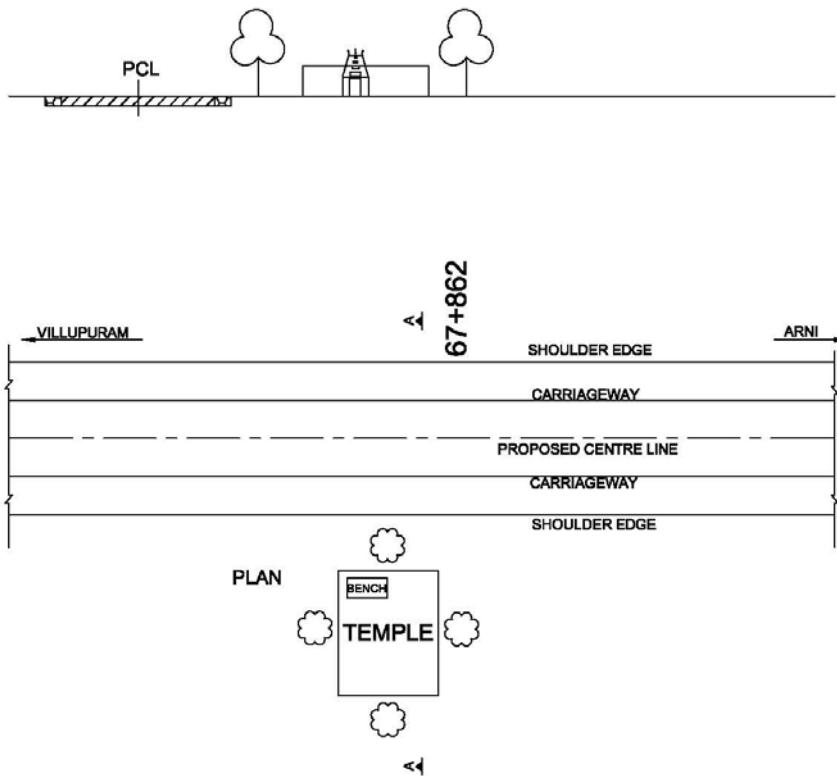 PCL
A
67+862
VILLUPURAM
ARNI
SHOULDER EDGE
CARRIAGEWAY
PROPOSED CENTRE LINE
CARRIAGEWAY
SHOULDER EDGE
PLAN
BENCH
TEMPLE
A